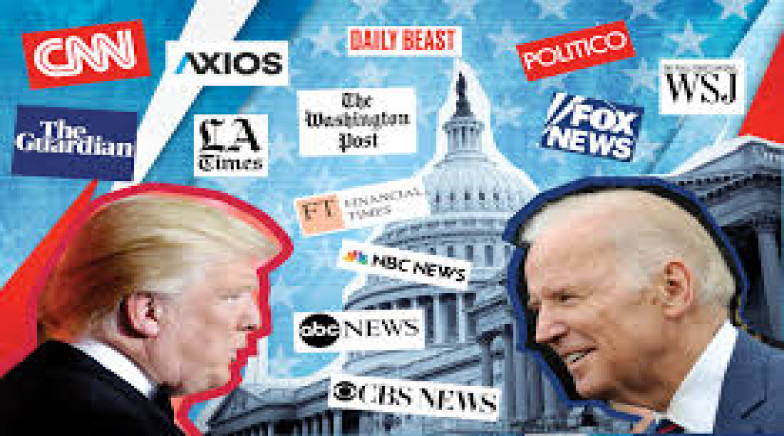 CNN
AXIOS
DAILY BEAST
POLITICO
WSJ
The
Guardian
LA
Times
The
Washington
Post
FOX
NEWS
FT FINANCIAL
TIMES
NBC NEWS
abc NEWS
CBS NEWS